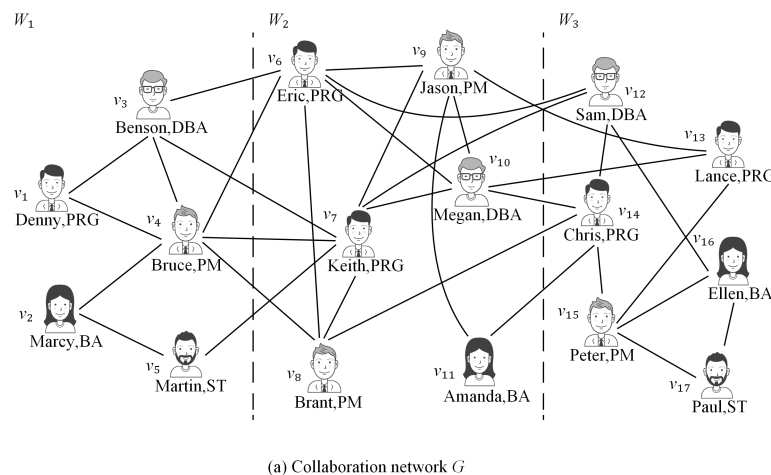 W₁
W₂
W₃
v₆
v₉
v₁₂
v₃
Eric,PRG
Jason,PM
Sam,DBA
Benson,DBA
v₁₃
v₁₀
Lance,PRG
v₁
v₄
v₇
Megan,DBA
v₁₄
Denny,PRG
Chris,PRG
v₁₆
Bruce,PM
Keith,PRG
Ellen,BA
v₂
v₁₅
Marcy,BA
Peter,PM
v₅
v₈
v₁₁
v₁₇
Martin,ST
Brant,PM
Amanda,BA
Paul,ST
(a) Collaboration network G